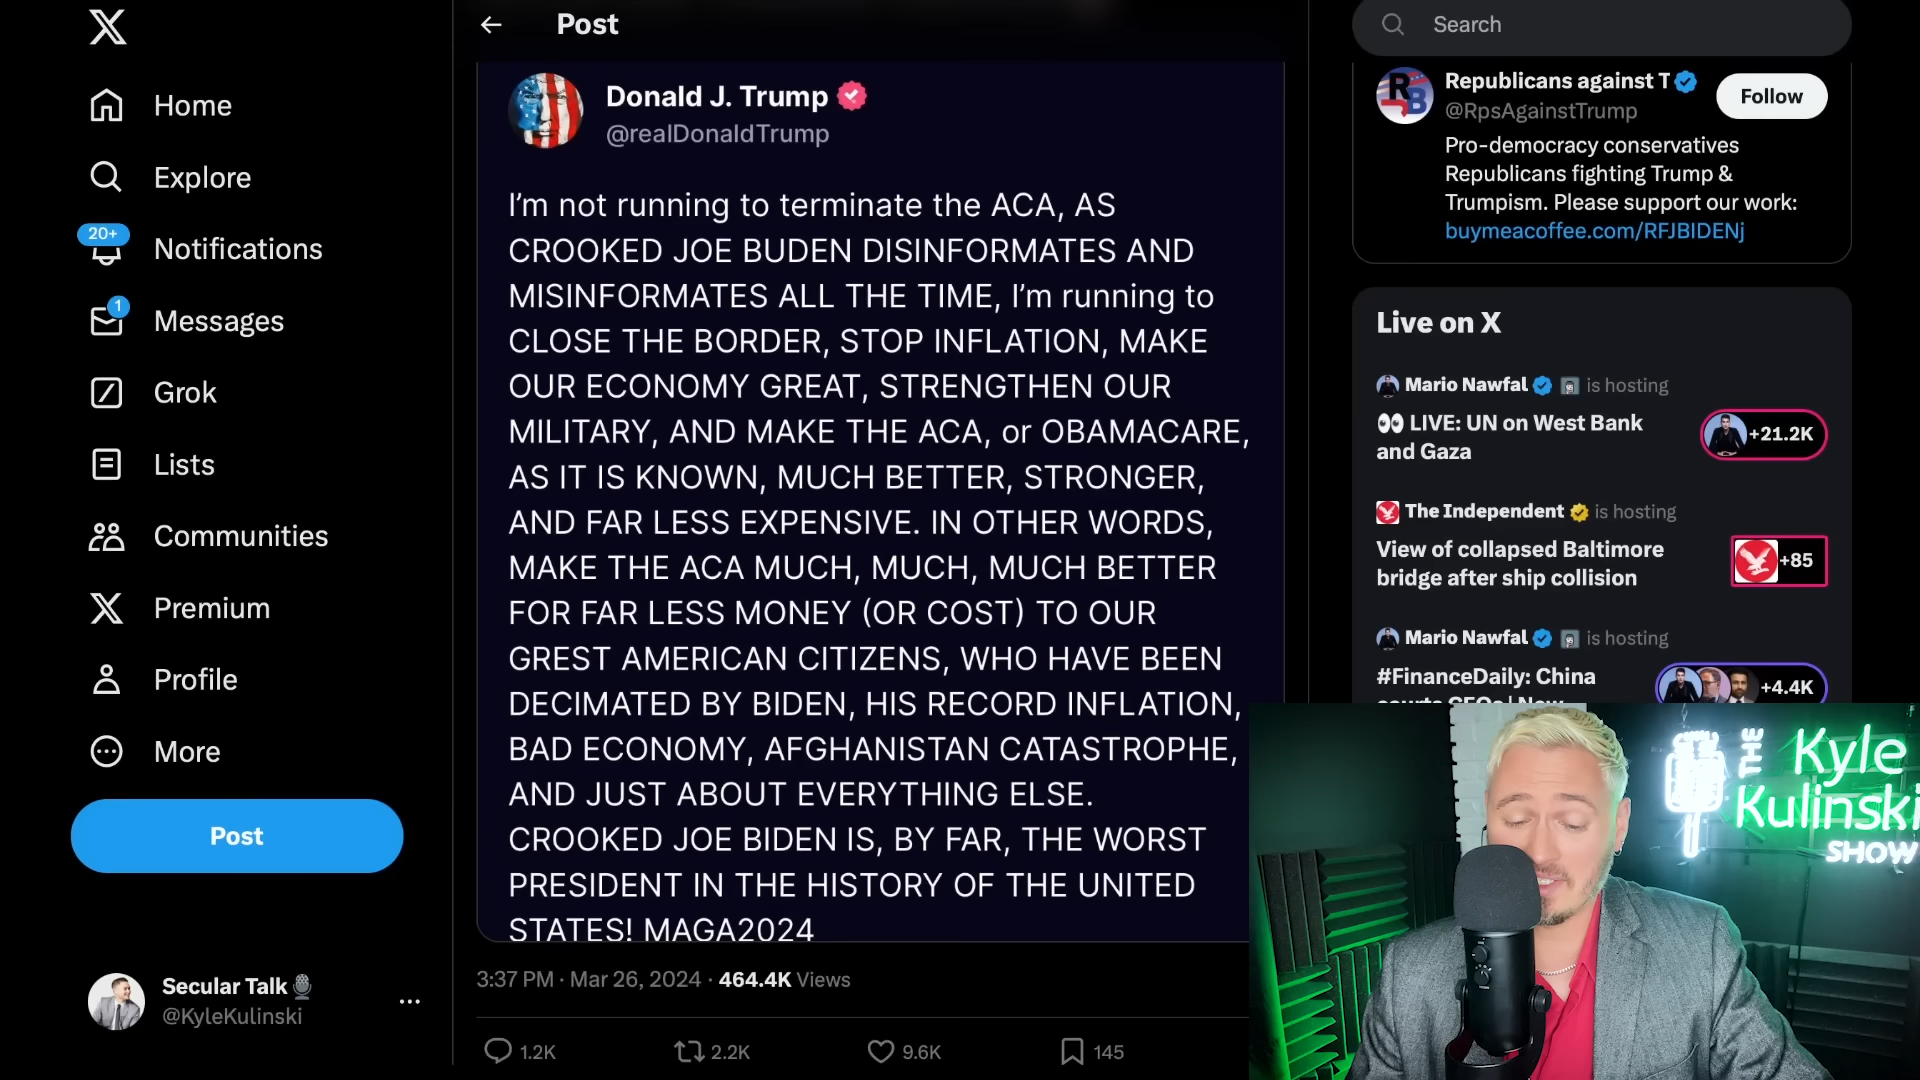 Home
Explore
20+
Notifications
1
Messages
Grok
Lists
Communities
Premium
Profile
More
Post
Secular Talk
@KyleKulinski
Post
Donald J. Trump
@realDonaldTrump
I’m not running to terminate the ACA, AS
CROOKED JOE BUDEN DISINFORMATES AND
MISINFORMATES ALL THE TIME, I’m running to
CLOSE THE BORDER, STOP INFLATION, MAKE
OUR ECONOMY GREAT, STRENGTHEN OUR
MILITARY, AND MAKE THE ACA, or OBAMACARE,
AS IT IS KNOWN, MUCH BETTER, STRONGER,
AND FAR LESS EXPENSIVE. IN OTHER WORDS,
MAKE THE ACA MUCH, MUCH, MUCH BETTER
FOR FAR LESS MONEY (OR COST) TO OUR
GREST AMERICAN CITIZENS, WHO HAVE BEEN
DECIMATED BY BIDEN, HIS RECORD INFLATION,
BAD ECONOMY, AFGHANISTAN CATASTROPHE,
AND JUST ABOUT EVERYTHING ELSE.
CROOKED JOE BIDEN IS, BY FAR, THE WORST
PRESIDENT IN THE HISTORY OF THE UNITED
STATES! MAGA2024
3:37 PM · Mar 26, 2024 · 464.4K Views
1.2K 2.2K 9.6K 145
Search
Republicans against T
@RpsAgainstTrump
Follow
Pro-democracy conservatives
Republicans fighting Trump &
Trumpism. Please support our work:
buymeacoffee.com/RFJBIDENj
Live on X
Mario Nawfal is hosting
LIVE: UN on West Bank
and Gaza
+21.2K
The Independent is hosting
View of collapsed Baltimore
bridge after ship collision
+85
Mario Nawfal is hosting
#FinanceDaily: China
courts CEOs | New
+4.4K
THE
Kyle
Kulinski
SHOW